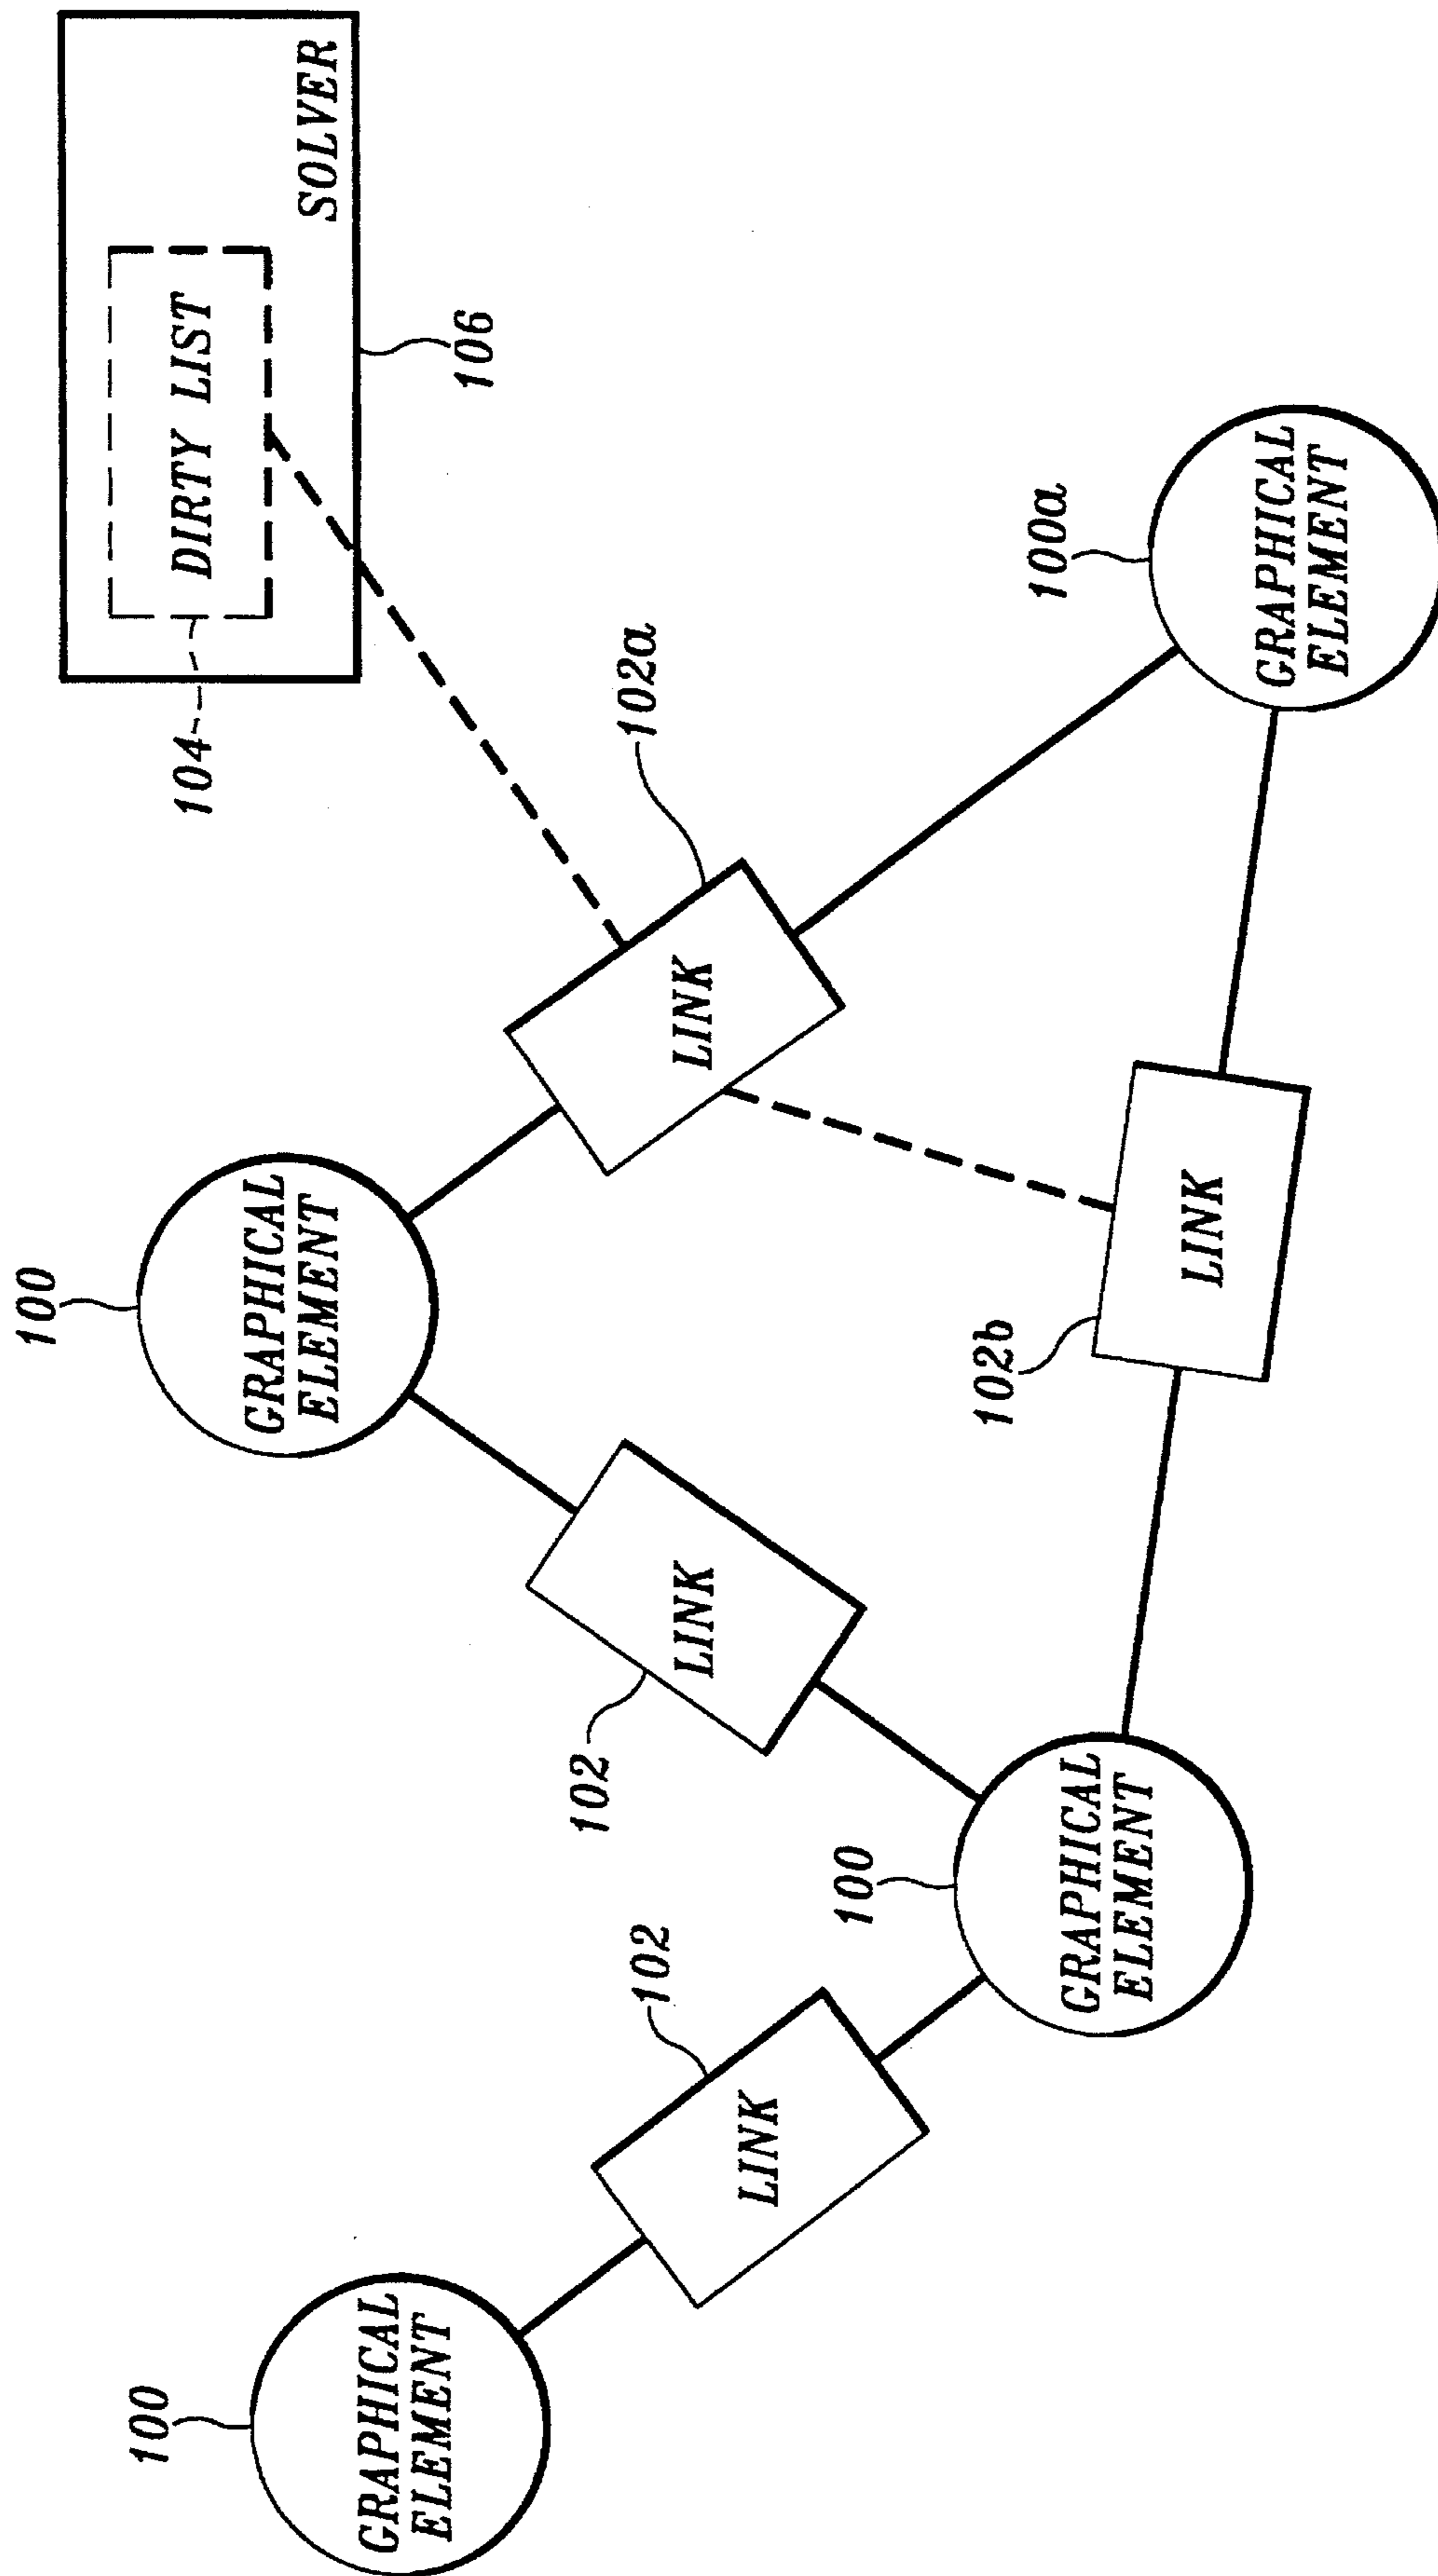 100
GRAPHICAL
ELEMENT
102
LINK
100
GRAPHICAL
ELEMENT
102
LINK
100
GRAPHICAL
ELEMENT
102a
LINK
104
DIRTY LIST
SOLVER
106
102b
LINK
100a
GRAPHICAL
ELEMENT